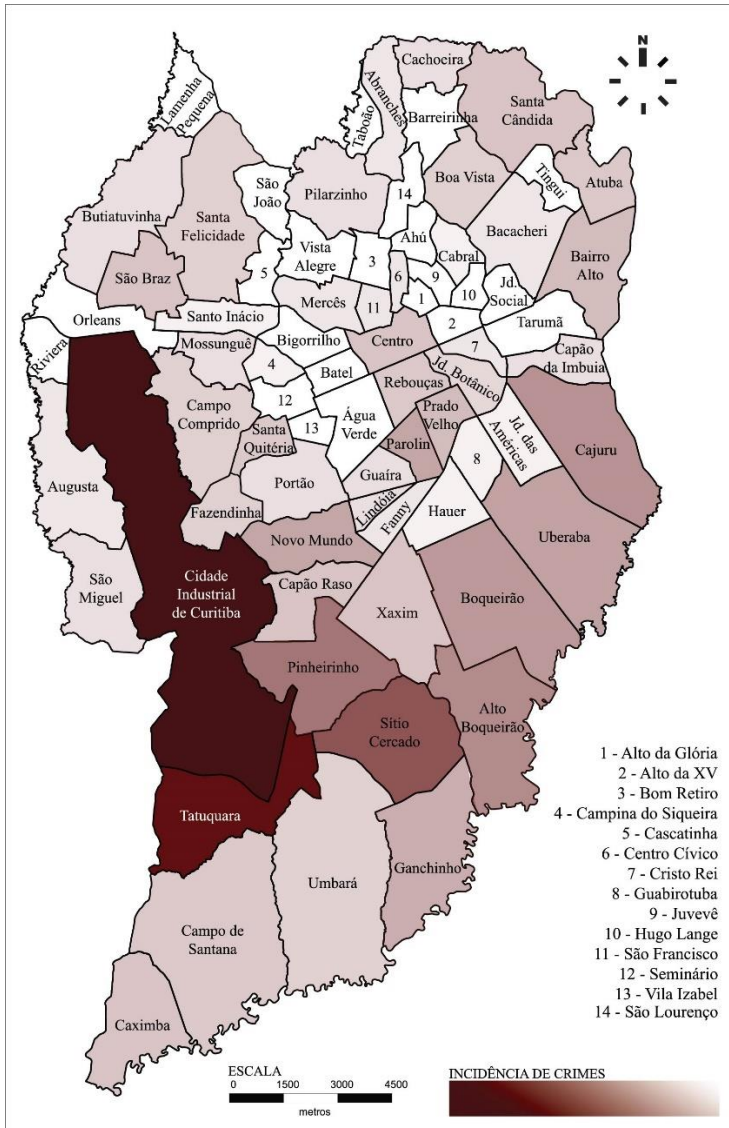 N
Cachoeira
Lamenha
Pequena
Abranches
Taboão
Barreirinha
Santa
Cândida
Tingui
Atuba
São
João
Pilarzinho
14
Boa Vista
Butiatuvinha
Santa
Felicidade
Bacacheri
Bairro
Alto
Vista
Alegre
Ahú
Cabral
São Braz
5
3
6
9
10
1
Jd.
Social
Mercês
11
2
Tarumã
Orleans
Santo Inácio
Bigorrilho
Centro
7
Riviera
Mossunguê
4
Batel
Jd. Botânico
Capão
da Imbuia
Rebouças
12
Campo
Comprido
Água
Verde
Prado
Velho
Jd. das
Américas
13
Santa
Quitéria
Parolin
Cajuru
8
Augusta
Portão
Guaíra
Fazendinha
Lindóia
Fanny
Hauer
Novo Mundo
Uberaba
São
Miguel
Cidade
Industrial
de Curitiba
Capão Raso
Xaxim
Boqueirão
Pinheirinho
Alto
Boqueirão
Sítio
Cercado
Tatuquara
Ganchinho
Umbará
Campo de
Santana
Caximba
1 - Alto da Glória
2 - Alto da XV
3 - Bom Retiro
4 - Campina do Siqueira
5 - Cascatinha
6 - Centro Cívico
7 - Cristo Rei
8 - Guabirotuba
9 - Juvevê
10 - Hugo Lange
11 - São Francisco
12 - Seminário
13 - Vila Izabel
14 - São Lourenço
ESCALA
0 1500 3000 4500
metros
INCIDÊNCIA DE CRIMES